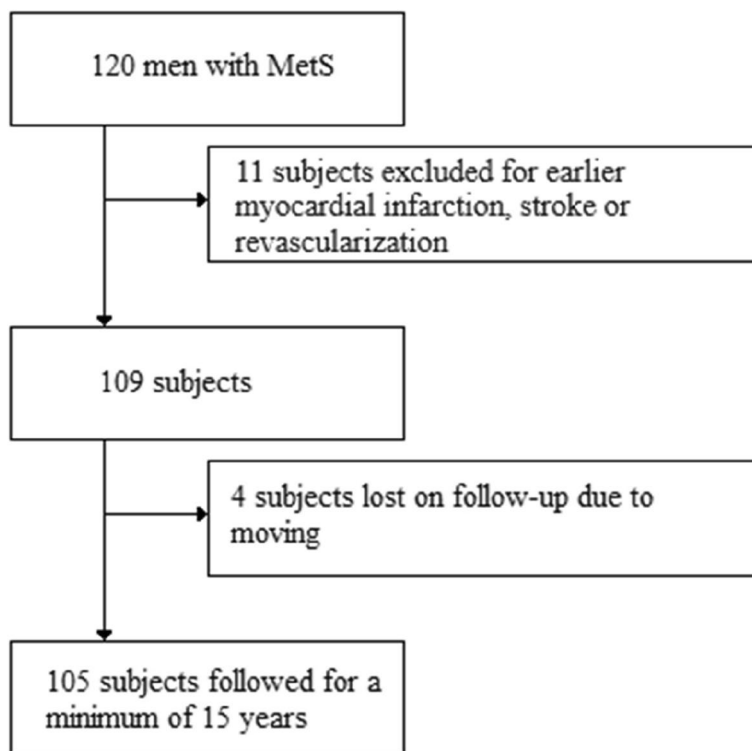 120 men with MetS
11 subjects excluded for earlier
myocardial infarction, stroke or
revascularization
109 subjects
4 subjects lost on follow-up due to
moving
105 subjects followed for a
minimum of 15 years